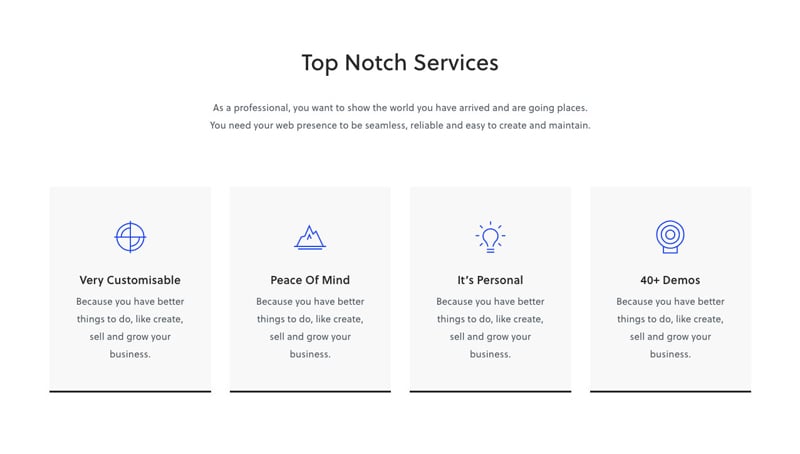 Top Notch Services
As a professional, you want to show the world you have arrived and are going places.
You need your web presence to be seamless, reliable and easy to create and maintain.
Very Customisable
Because you have better
things to do, like create,
sell and grow your
business.
Peace Of Mind
Because you have better
things to do, like create,
sell and grow your
business.
It’s Personal
Because you have better
things to do, like create,
sell and grow your
business.
40+ Demos
Because you have better
things to do, like create,
sell and grow your
business.